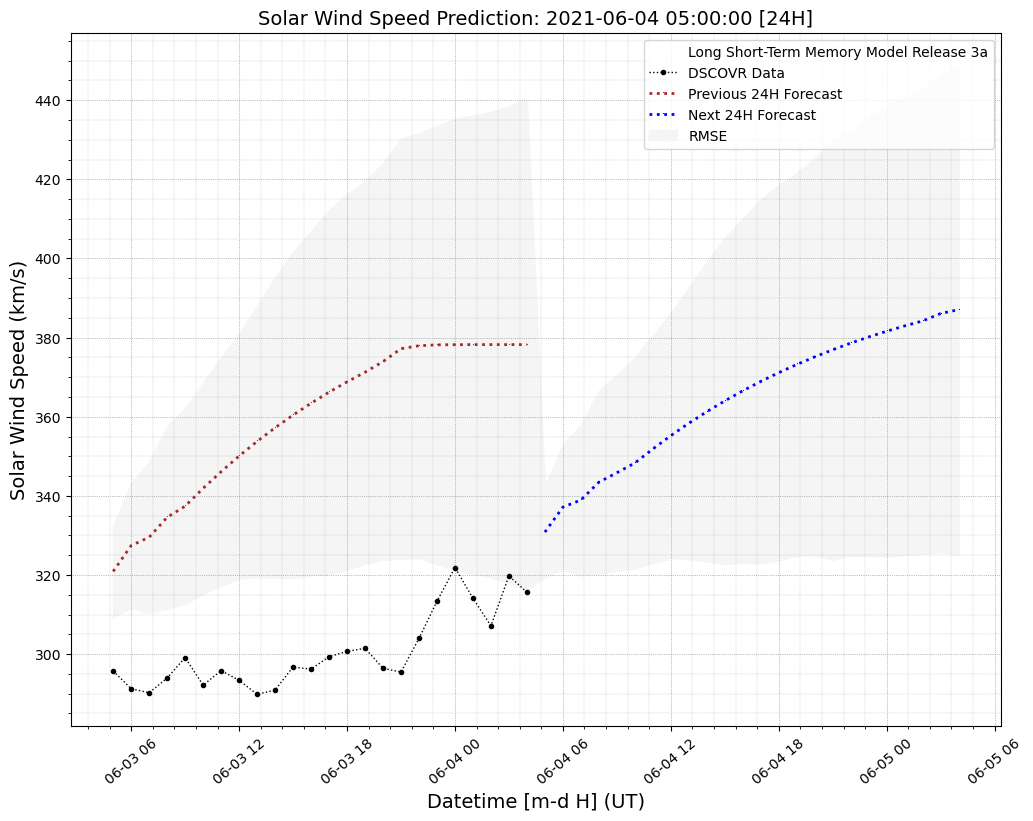 Solar Wind Speed Prediction: 2021-06-04 05:00:00 [24H]
Long Short-Term Memory Model Release 3a
DSCOVR Data
Previous 24H Forecast
Next 24H Forecast
RMSE
Solar Wind Speed (km/s)
440
420
400
380
360
340
320
300
06-03 06
06-03 12
06-03 18
06-04 00
06-04 06
06-04 12
06-04 18
06-05 00
06-05 06
Datetime [m-d H] (UT)